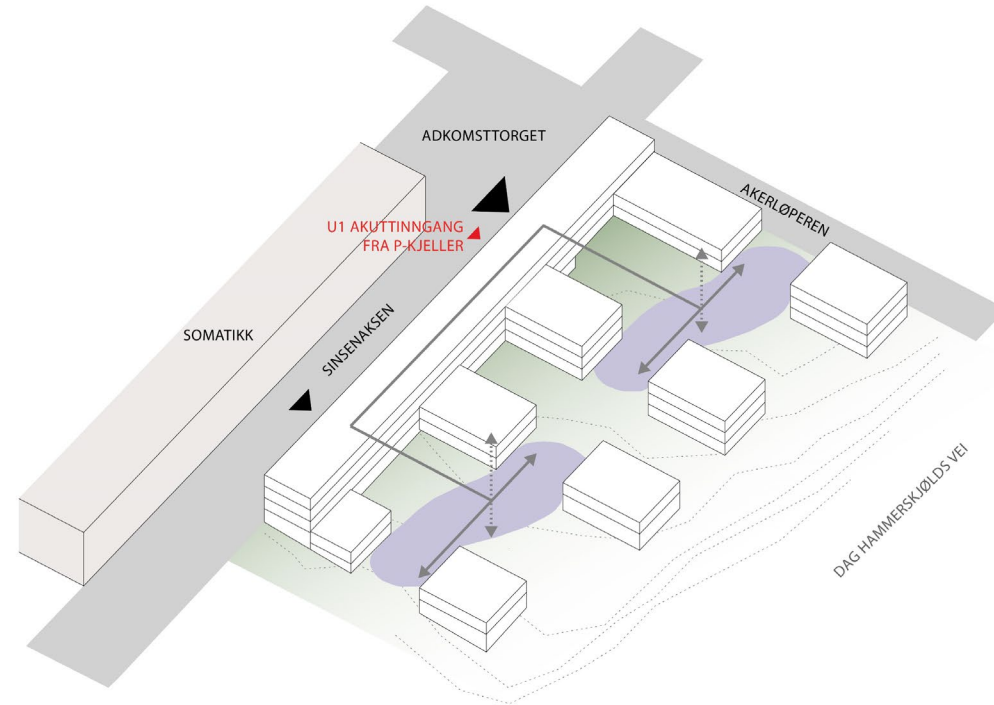 ADKOMSTTORGET
AKERLØPEREN
U1 AKUTTINNGANG
FRA P-KJELLER
SOMATIKK
SINSENAKSEN
DAG HAMMERSKJØLDS VEI